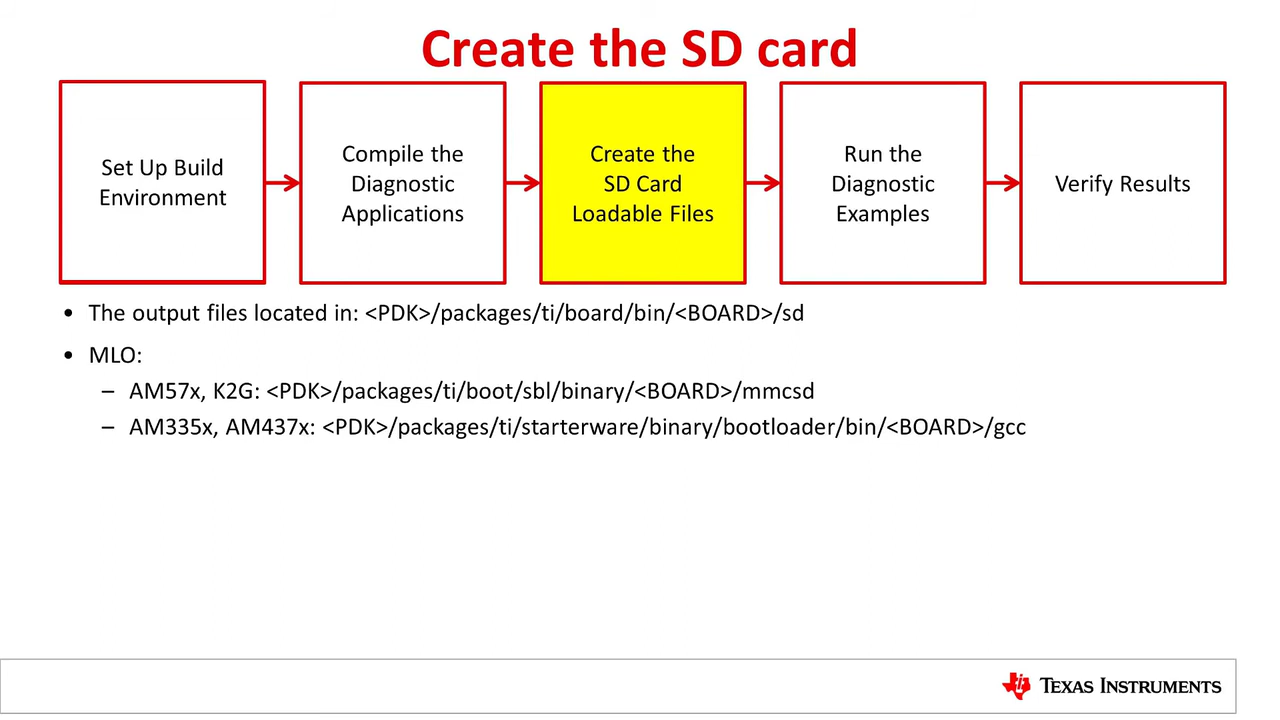 Create the SD card
Set Up Build
Environment
Compile the
Diagnostic
Applications
Create the
SD Card
Loadable Files
Run the
Diagnostic
Examples
Verify Results
• The output files located in: <PDK>/packages/ti/board/bin/<BOARD>/sd
• MLO:
– AM57x, K2G: <PDK>/packages/ti/boot/sbl/binary/<BOARD>/mmcsd
– AM335x, AM437x: <PDK>/packages/ti/starterware/binary/bootloader/bin/<BOARD>/gcc
TEXAS INSTRUMENTS